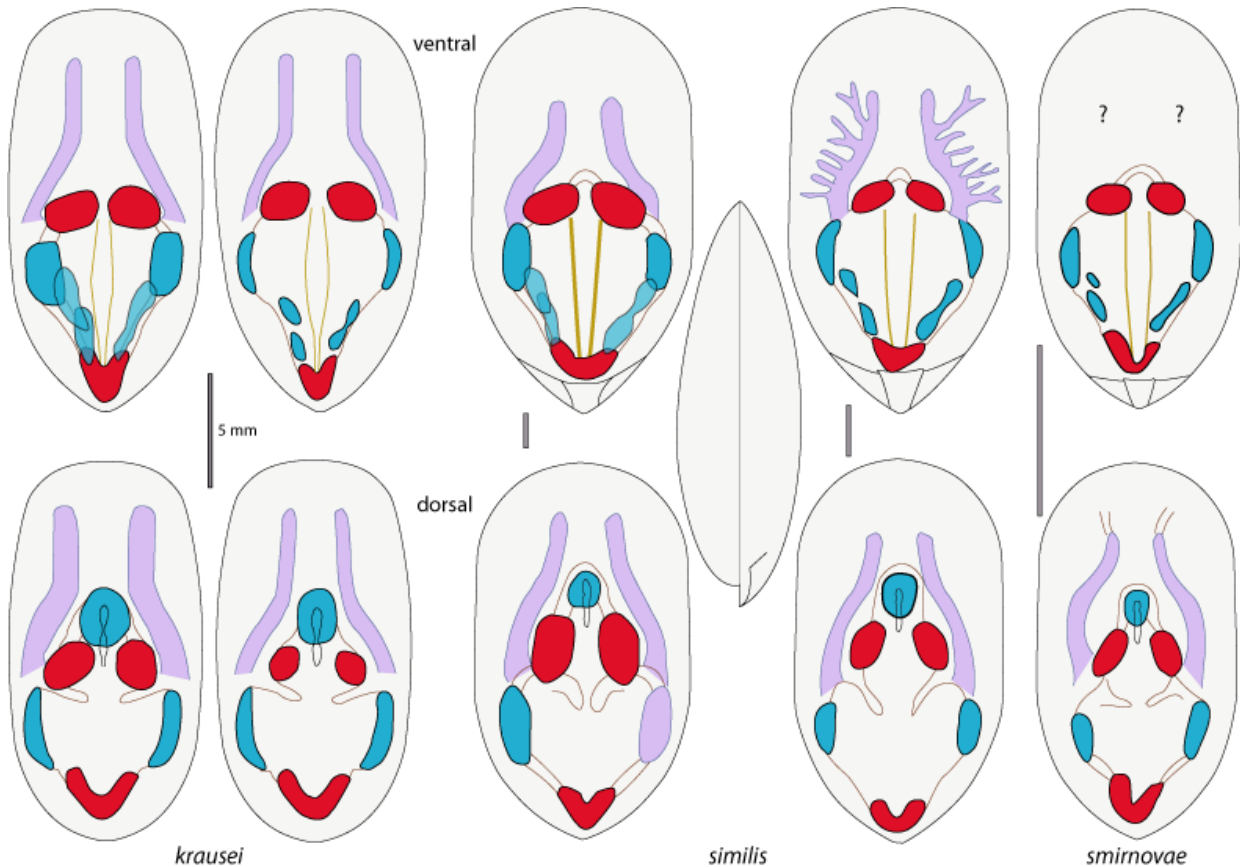 ventral
? ?
5 mm
dorsal
krausei similis smirnovae